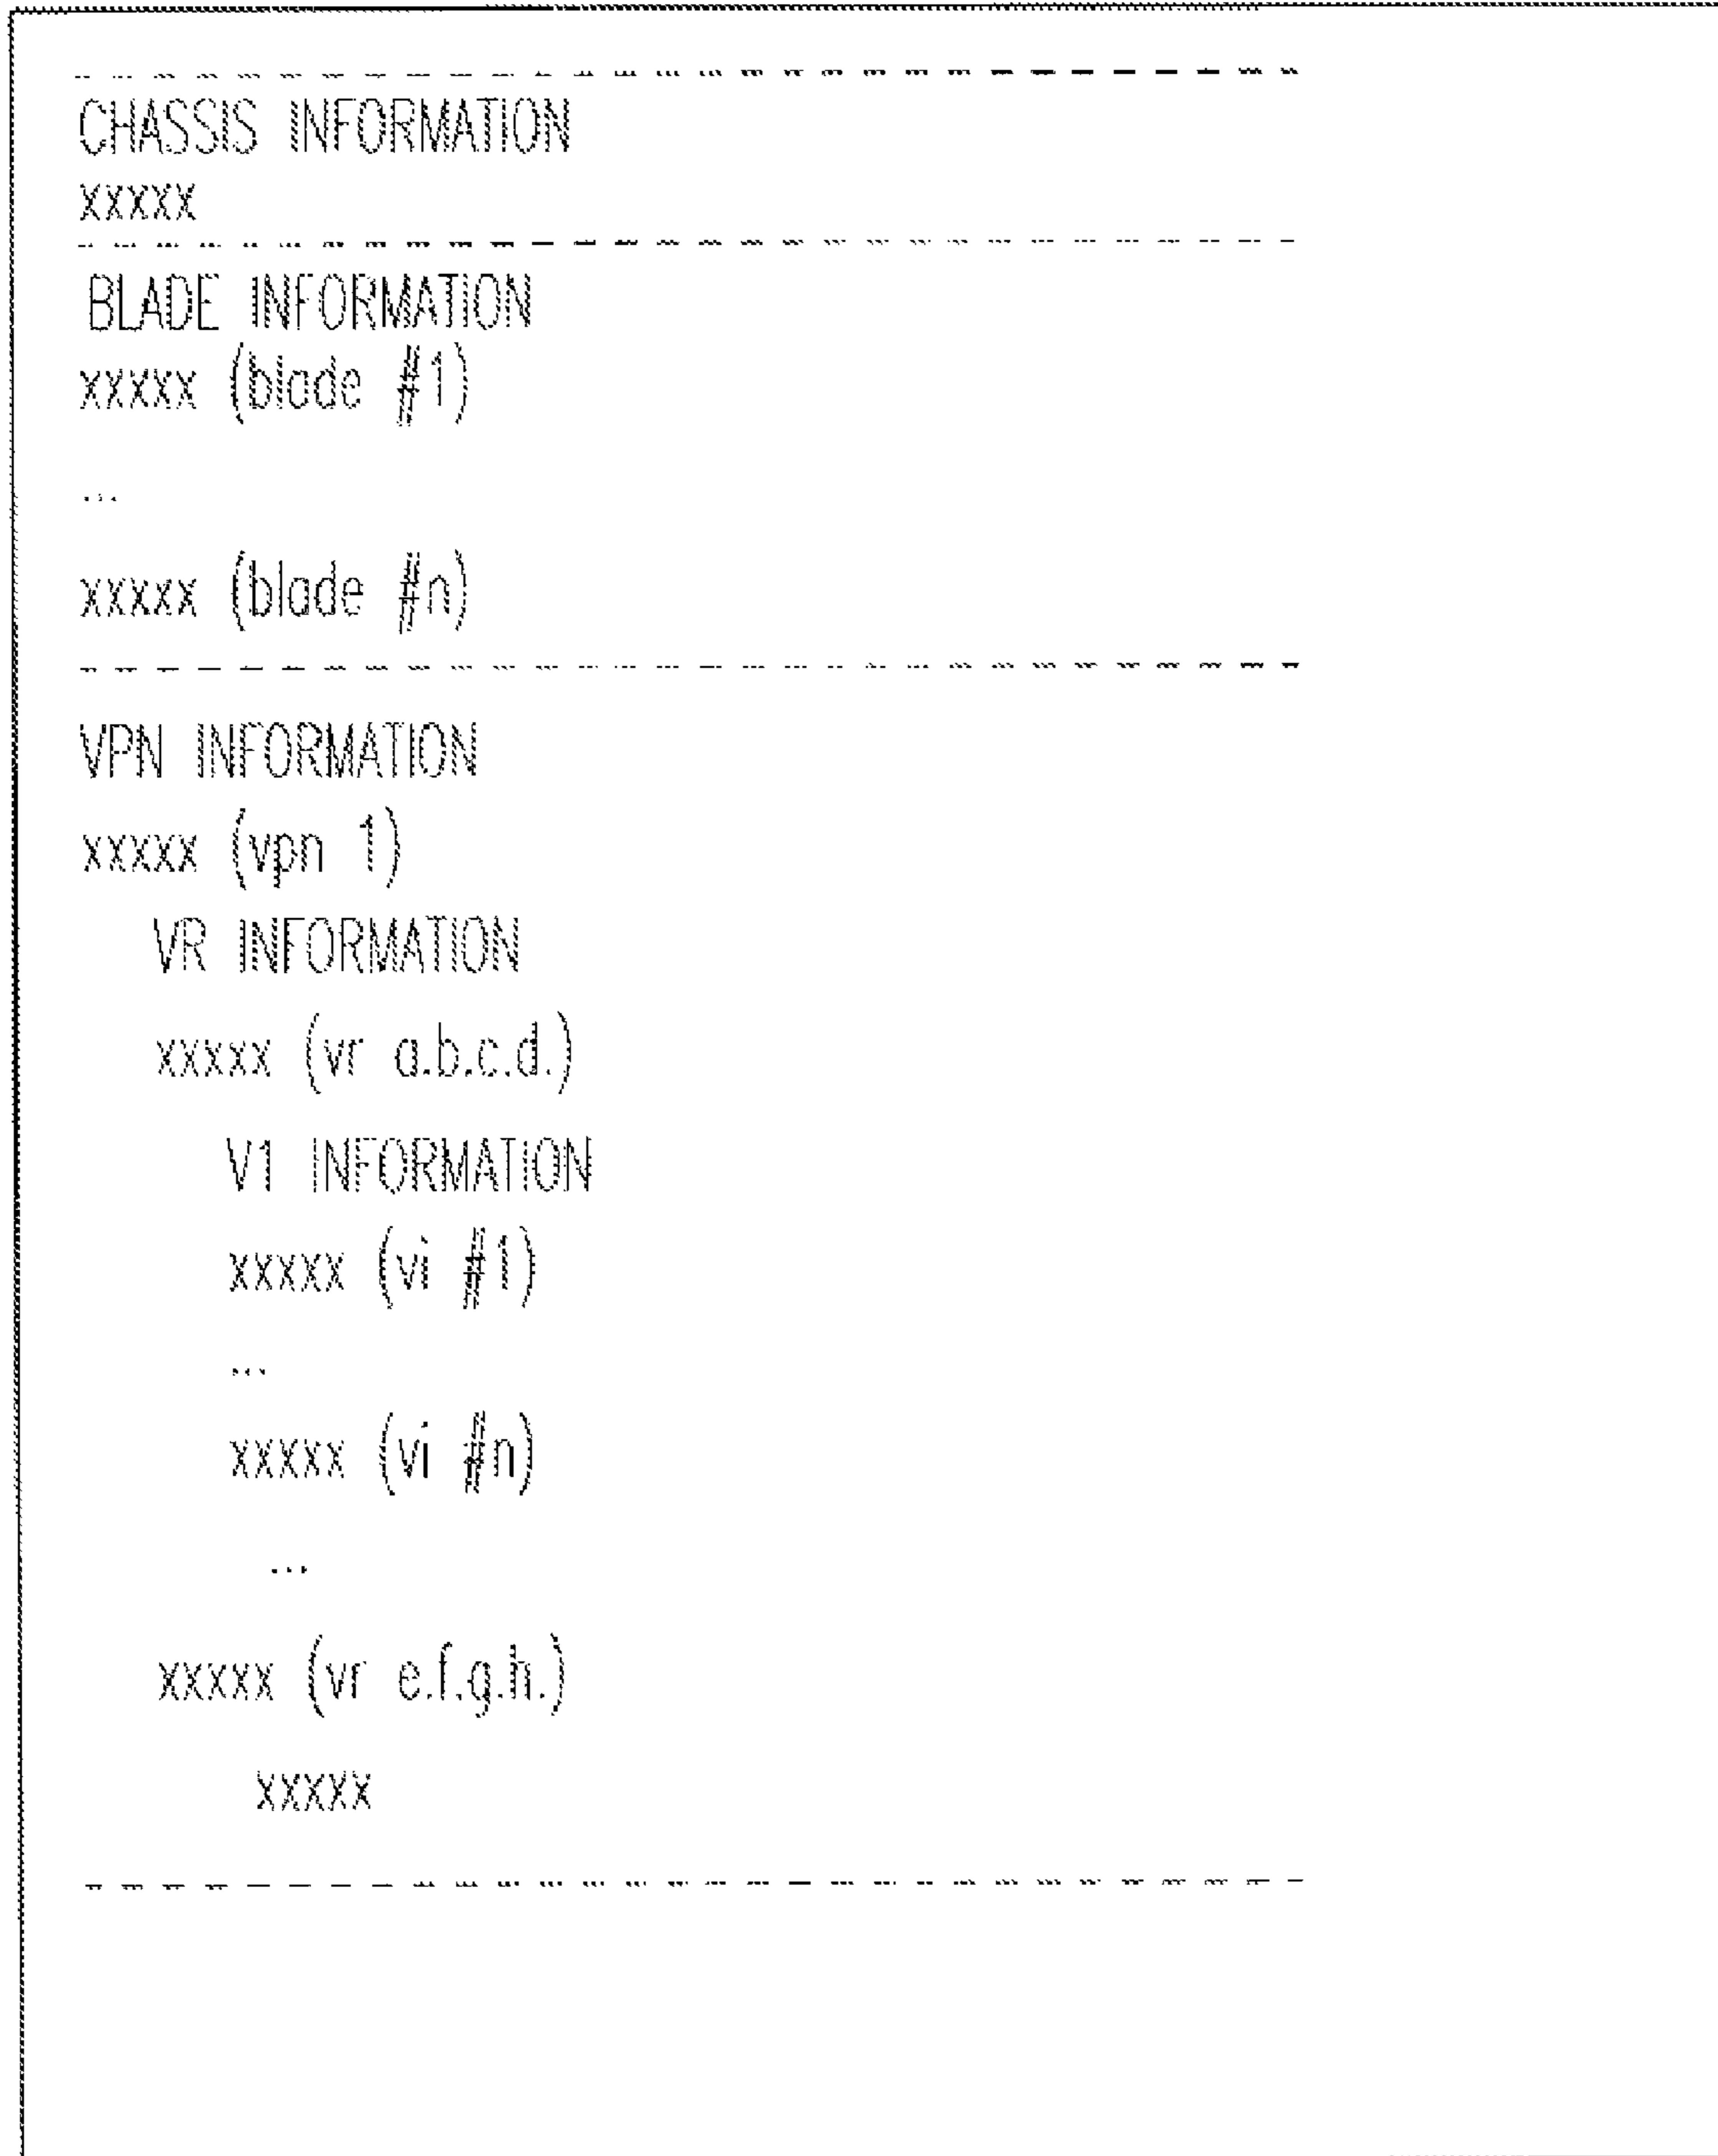 CHASSIS INFORMATION
xxxxx
BLADE INFORMATION
xxxxx (blade #1)
...
xxxxx (blade #n)
VPN INFORMATION
xxxxx (vpn 1)
VR INFORMATION
xxxxx (vr a.b.c.d.)
V1 INFORMATION
xxxxx (vi #1)
...
xxxxx (vi #n)
...
xxxxx (vr e.f.g.h.)
xxxxx